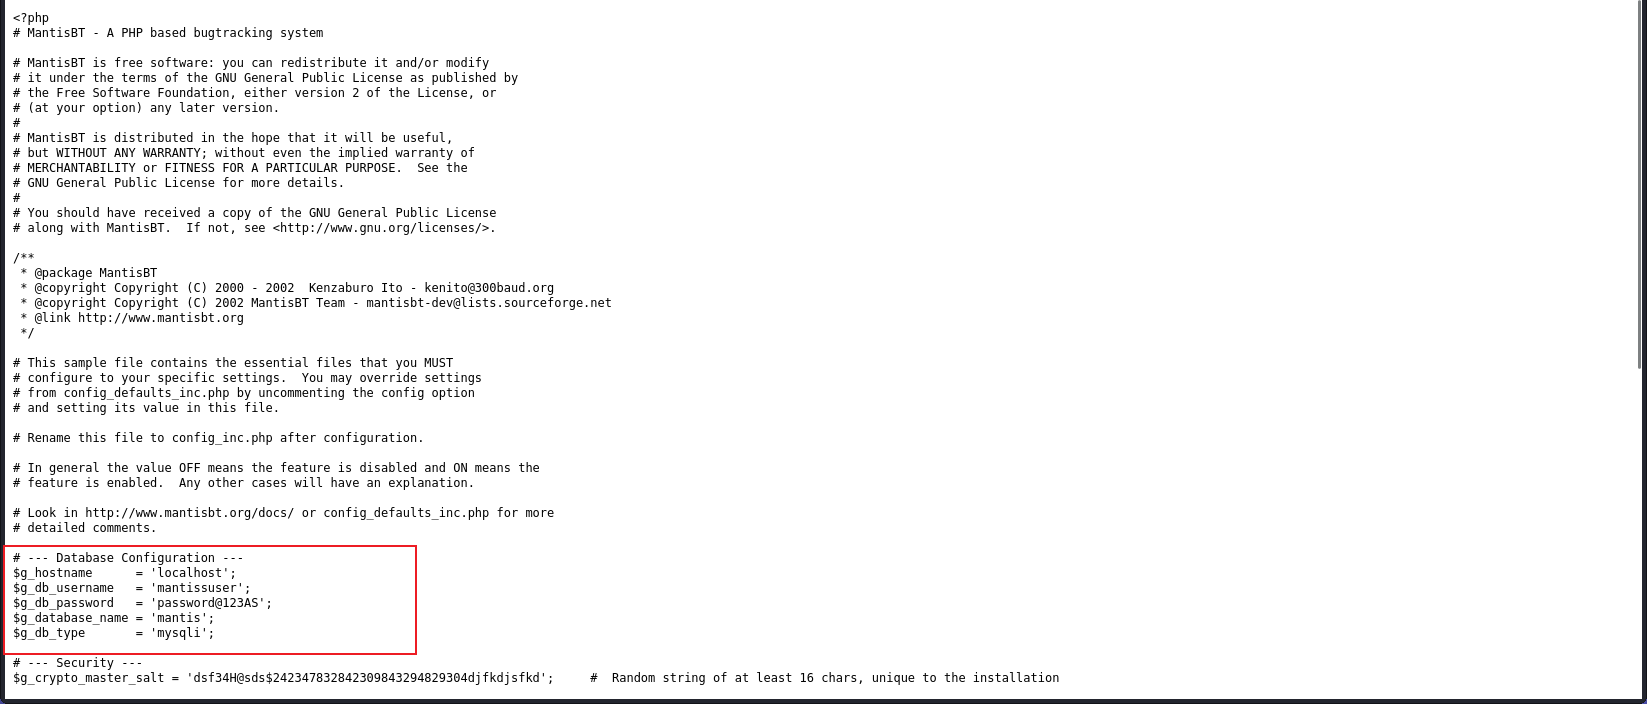 <?php
# MantisBT - A PHP based bugtracking system

# MantisBT is free software: you can redistribute it and/or modify
# it under the terms of the GNU General Public License as published by
# the Free Software Foundation, either version 2 of the License, or
# (at your option) any later version.
#
# MantisBT is distributed in the hope that it will be useful,
# but WITHOUT ANY WARRANTY; without even the implied warranty of
# MERCHANTABILITY or FITNESS FOR A PARTICULAR PURPOSE.  See the
# GNU General Public License for more details.
#
# You should have received a copy of the GNU General Public License
# along with MantisBT.  If not, see <http://www.gnu.org/licenses/>.

/**
 * @package MantisBT
 * @copyright Copyright (C) 2000 - 2002  Kenzaburo Ito - kenito@300baud.org
 * @copyright Copyright (C) 2002 MantisBT Team - mantisbt-dev@lists.sourceforge.net
 * @link http://www.mantisbt.org
 */

# This sample file contains the essential files that you MUST
# configure to your specific settings.  You may override settings
# from config_defaults_inc.php by uncommenting the config option
# and setting its value in this file.

# Rename this file to config_inc.php after configuration.

# In general the value OFF means the feature is disabled and ON means the
# feature is enabled.  Any other cases will have an explanation.

# Look in http://www.mantisbt.org/docs/ or config_defaults_inc.php for more
# detailed comments.

# --- Database Configuration ---
$g_hostname      = 'localhost';
$g_db_username   = 'mantissuser';
$g_db_password   = 'password@123AS';
$g_database_name = 'mantis';
$g_db_type       = 'mysqli';

# --- Security ---
$g_crypto_master_salt = 'dsf34H@sds$242347832842309843294829304djfkdjsfkd';     #  Random string of at least 16 chars, unique to the installation